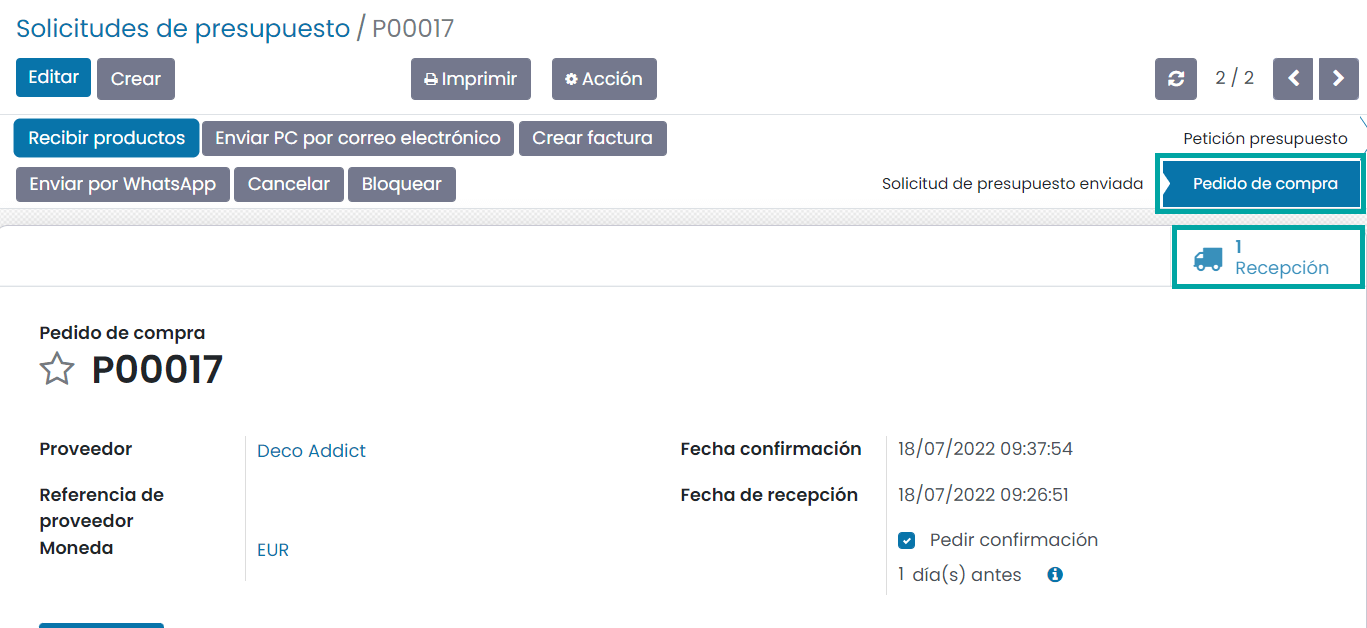 Solicitudes de presupuesto / P00017
Editar Crear Imprimir Acción 2 / 2
Recibir productos Enviar PC por correo electrónico Crear factura Petición presupuesto
Enviar por WhatsApp Cancelar Bloquear Solicitud de presupuesto enviada Pedido de compra
1
Recepción
Pedido de compra
P00017
Proveedor Deco Addict Fecha confirmación 18/07/2022 09:37:54
Referencia de Fecha de recepción 18/07/2022 09:26:51
proveedor
Moneda EUR Pedir confirmación
1 día(s) antes